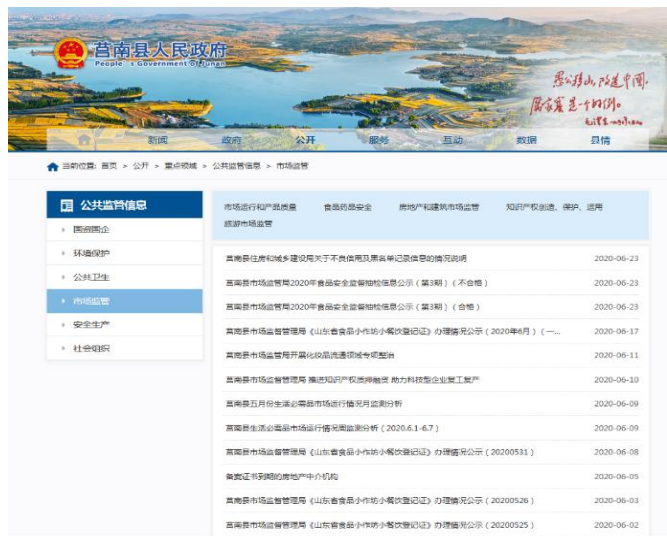 莒南县人民政府
People's Government of Junan
愚公移山,改造中国,
厉家寨是一个好例。
新闻 政府 公开 服务 互动 数据 县情
当前位置: 首页 > 公开 > 重点领域 > 公共监管信息 > 市场监管
公共监管信息
国资国企
环境保护
公共卫生
市场监管
安全生产
社会组织
市场运行和产品质量 食品药品安全 房地产和建筑市场监管 知识产权创造、保护、运用
旅游市场监管
莒南县住房和城乡建设局关于不良信用及黑名单记录信息的情况说明 2020-06-23
莒南县市场监管局2020年食品安全监督抽检信息公示(第3期)(不合格) 2020-06-23
莒南县市场监管局2020年食品安全监督抽检信息公示(第3期)(合格) 2020-06-23
莒南县市场监督管理局《山东省食品小作坊小餐饮登记证》办理情况公示(2020年6月)(一... 2020-06-17
莒南县市场监管局开展化妆品流通领域专项整治 2020-06-11
莒南县市场监督管理局 推进知识产权质押融资 助力科技型企业复工复产 2020-06-10
莒南县五月份生活必需品市场运行情况月监测分析 2020-06-09
莒南县生活必需品市场运行情况周监测分析(2020.6.1-6.7) 2020-06-09
莒南县市场监督管理局《山东省食品小作坊小餐饮登记证》办理情况公示(20200531) 2020-06-08
备案证书到期的房地产中介机构 2020-06-05
莒南县市场监督管理局《山东省食品小作坊小餐饮登记证》办理情况公示(20200526) 2020-06-03
莒南县市场监督管理局《山东省食品小作坊小餐饮登记证》办理情况公示(20200525) 2020-06-02